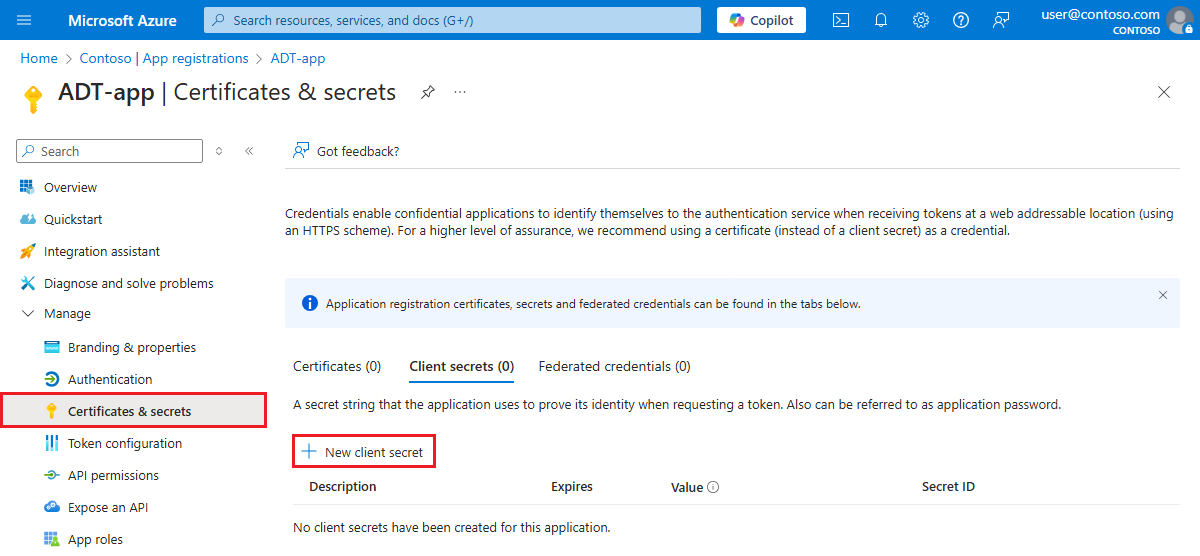 Microsoft Azure
Search resources, services, and docs (G+/)
Copilot
user@contoso.com
CONTOSO
Home > Contoso | App registrations > ADT-app
ADT-app | Certificates & secrets
Search
Overview
Quickstart
Integration assistant
Diagnose and solve problems
Manage
Branding & properties
Authentication
Certificates & secrets
Token configuration
API permissions
Expose an API
App roles
Got feedback?
Credentials enable confidential applications to identify themselves to the authentication service when receiving tokens at a web addressable location (using
an HTTPS scheme). For a higher level of assurance, we recommend using a certificate (instead of a client secret) as a credential.
Application registration certificates, secrets and federated credentials can be found in the tabs below.
Certificates (0) Client secrets (0) Federated credentials (0)
A secret string that the application uses to prove its identity when requesting a token. Also can be referred to as application password.
New client secret
Description Expires Value Secret ID
No client secrets have been created for this application.